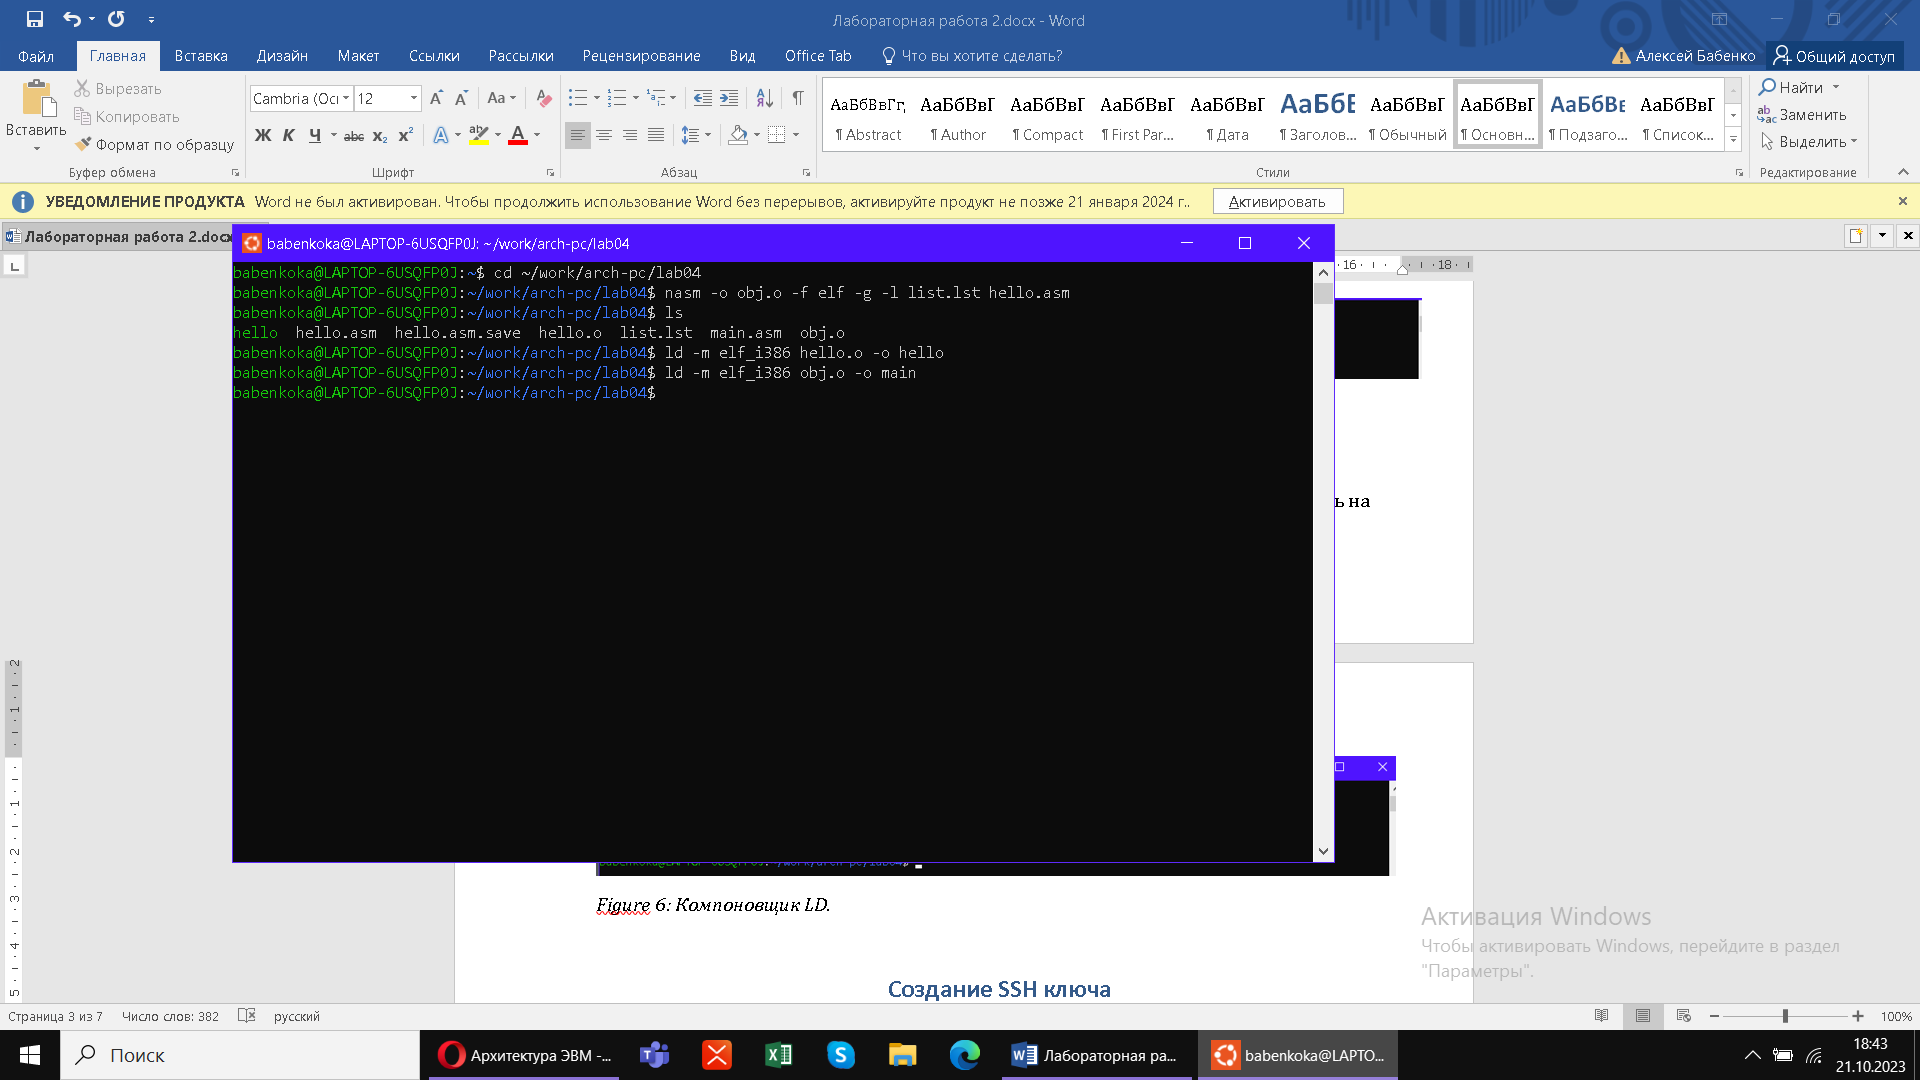 Лабораторная работа 2.docx - Word
Файл Главная Вставка Дизайн Макет Ссылки Рассылки Рецензирование Вид Office Tab Что вы хотите сделать? Алексей Бабенко Общий доступ
Вставить
Вырезать
Копировать
Формат по образцу
Буфер обмена
Cambria (Ос 12
Шрифт
Абзац
АаБбВвГг, АаБбВвГ АаБбВвГ АаБбВвГ АаБбВвГ АаБбВ АаБбВвГ АаБбВвГ АаБбВв АаБбВвГ
¶ Abstract ¶ Author ¶ Compact ¶ First Par... ¶ Дата ¶ Заголов... ¶ Обычный ¶ Основн... ¶ Подзаго... ¶ Список...
Стили
Найти
Заменить
Выделить
Редактирование
УВЕДОМЛЕНИЕ ПРОДУКТА Word не был активирован. Чтобы продолжить использование Word без перерывов, активируйте продукт не позже 21 января 2024 г.. Активировать
Лабораторная работа 2.docx
babenkoka@LAPTOP-6USQFP0J: ~/work/arch-pc/lab04
babenkoka@LAPTOP-6USQFP0J:~$ cd ~/work/arch-pc/lab04
babenkoka@LAPTOP-6USQFP0J:~/work/arch-pc/lab04$ nasm -o obj.o -f elf -g -l list.lst hello.asm
babenkoka@LAPTOP-6USQFP0J:~/work/arch-pc/lab04$ ls
hello hello.asm hello.asm.save hello.o list.lst main.asm obj.o
babenkoka@LAPTOP-6USQFP0J:~/work/arch-pc/lab04$ ld -m elf_i386 hello.o -o hello
babenkoka@LAPTOP-6USQFP0J:~/work/arch-pc/lab04$ ld -m elf_i386 obj.o -o main
babenkoka@LAPTOP-6USQFP0J:~/work/arch-pc/lab04$
16 18
ь на
Figure 6: Компоновщик LD.
Создание SSH ключа
Активация Windows
Чтобы активировать Windows, перейдите в раздел
"Параметры".
Страница 3 из 7 Число слов: 382 русский 100%
Поиск
Архитектура ЭВМ -...
Лабораторная ра...
babenkoka@LAPTO...
18:43
21.10.2023